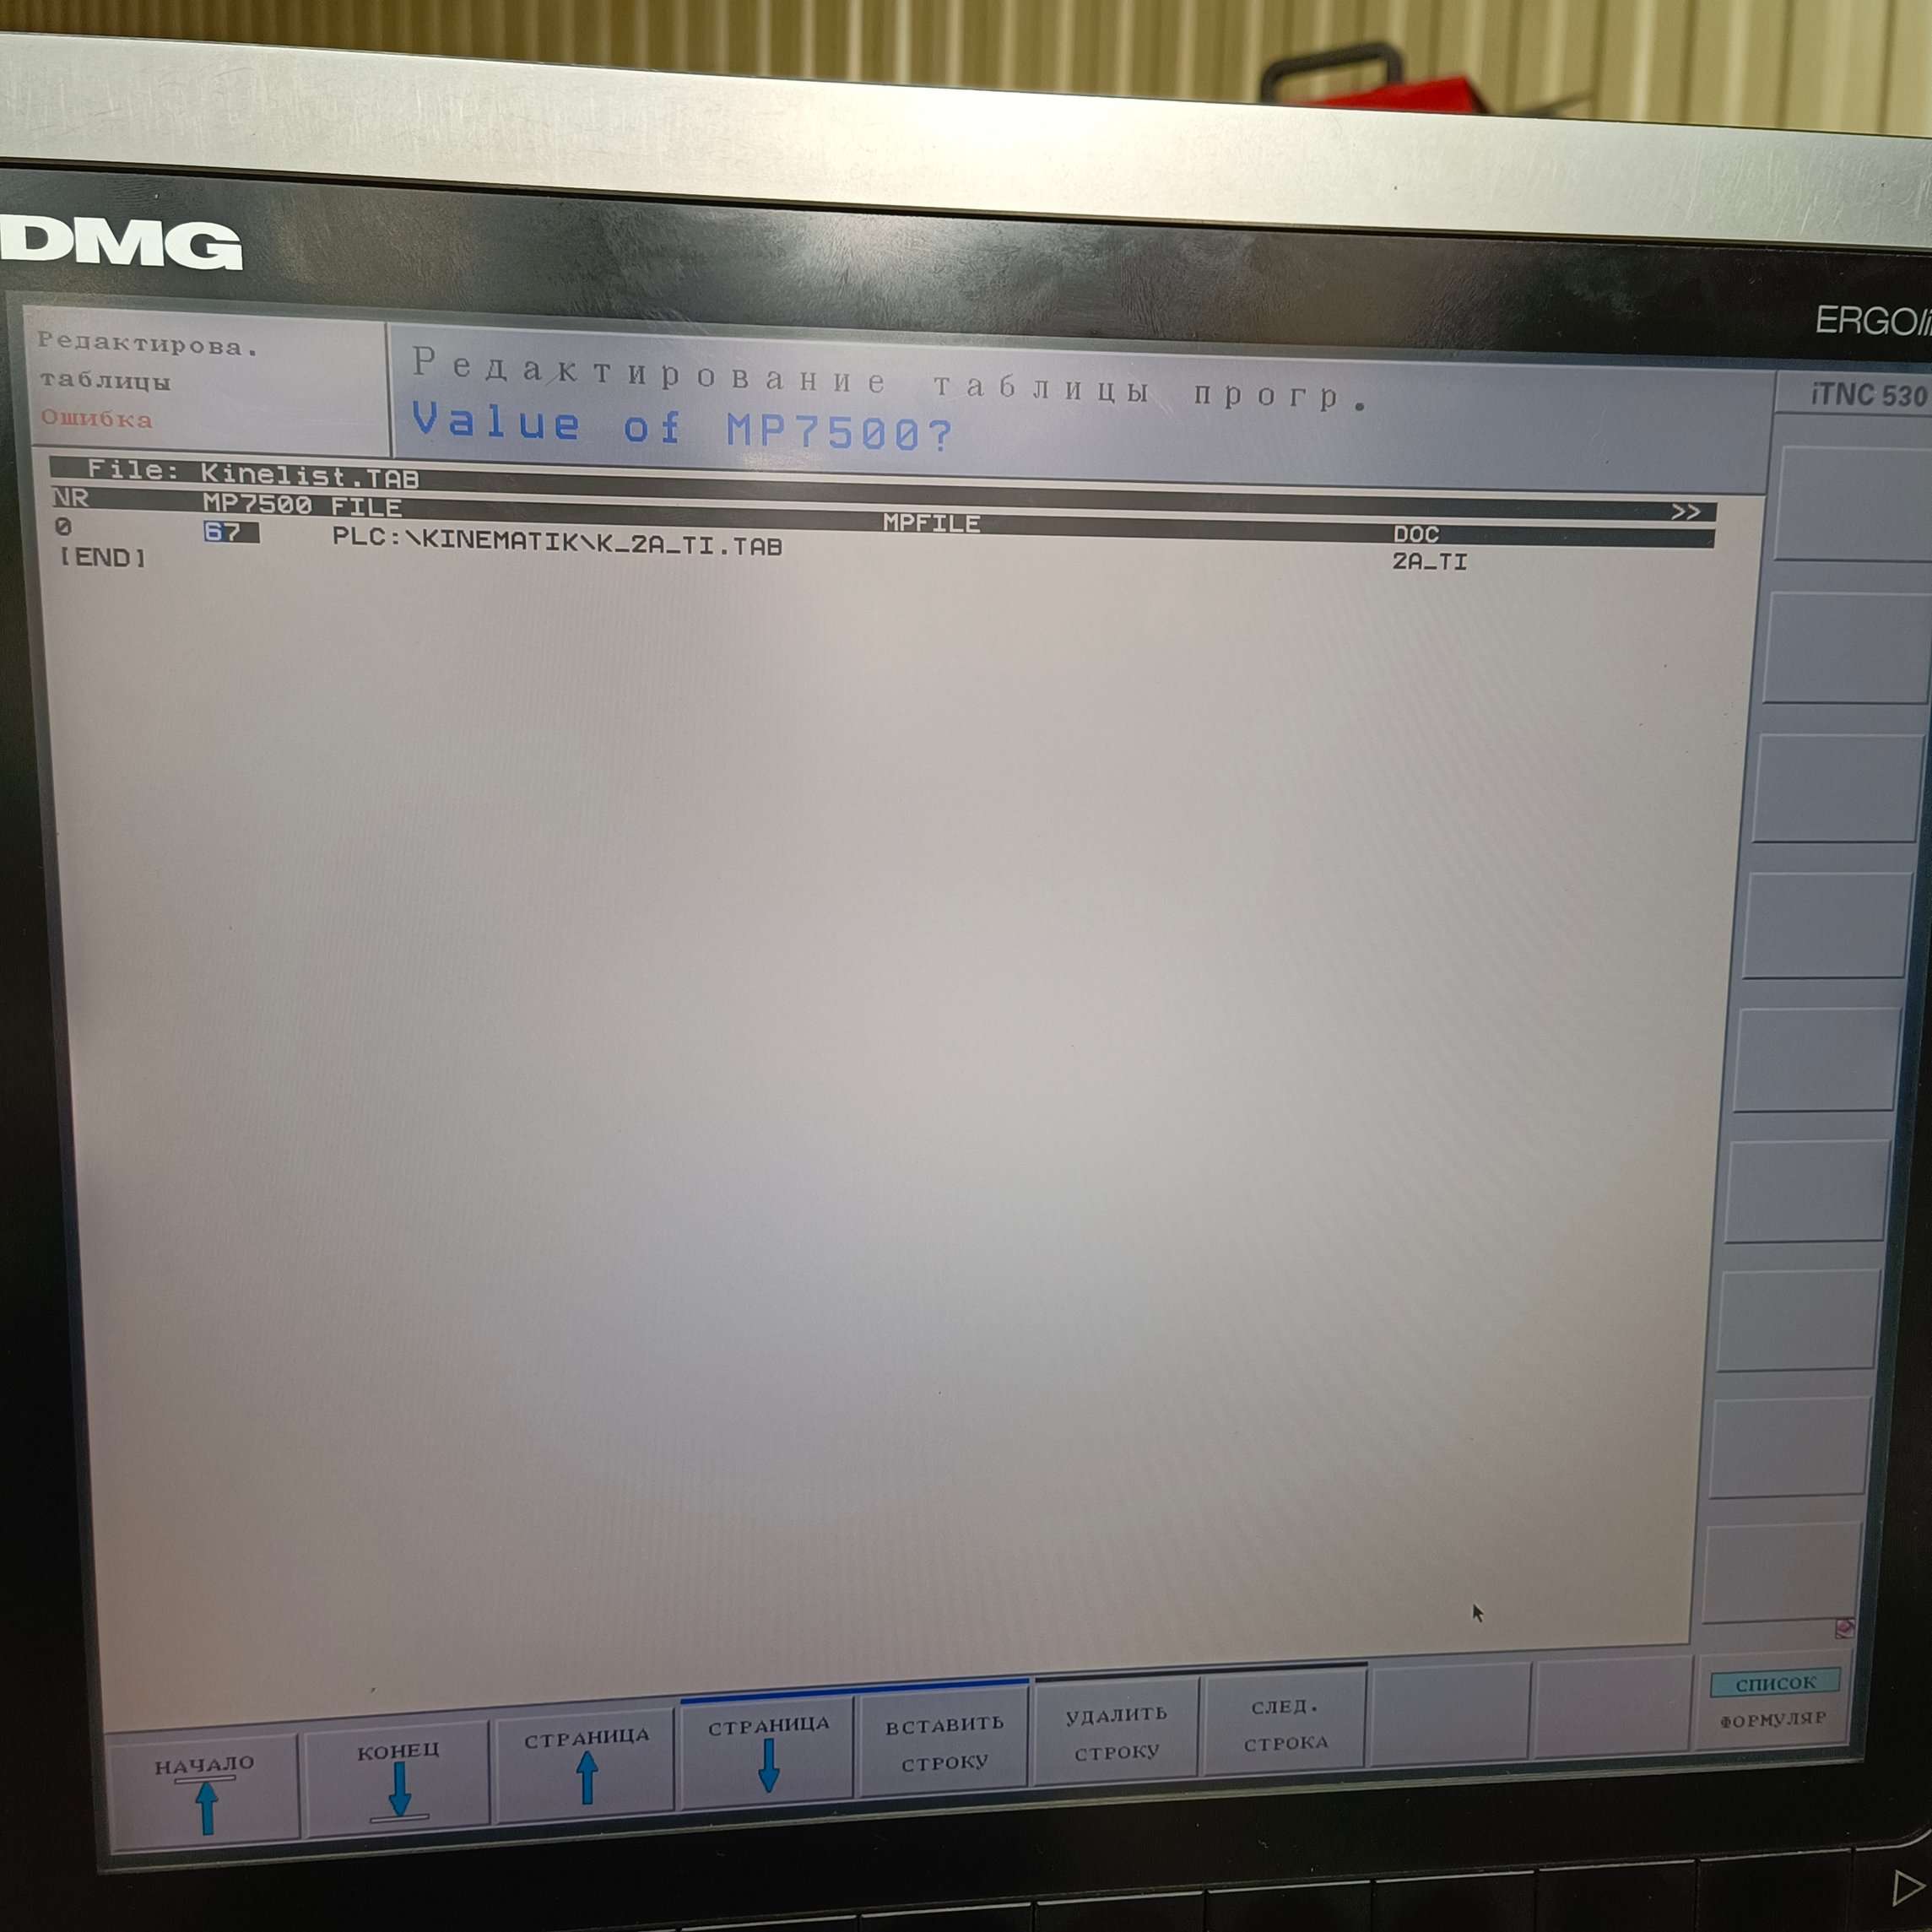 DMG
Редактирова.
таблицы
Ошибка
Редактирование таблицы прогр.
Value of MP7500?
iTNC 530
File: Kinelist.TAB >>
NR MP7500 FILE MPFILE DOC
0 67 PLC:\KINEMATIK\K_2A_TI.TAB 2A_TI
[END]
НАЧАЛО
КОНЕЦ
СТРАНИЦА
СТРАНИЦА
ВСТАВИТЬ
СТРОКУ
УДАЛИТЬ
СТРОКУ
СЛЕД.
СТРОКА
СПИСОК
ФОРМУЛЯР